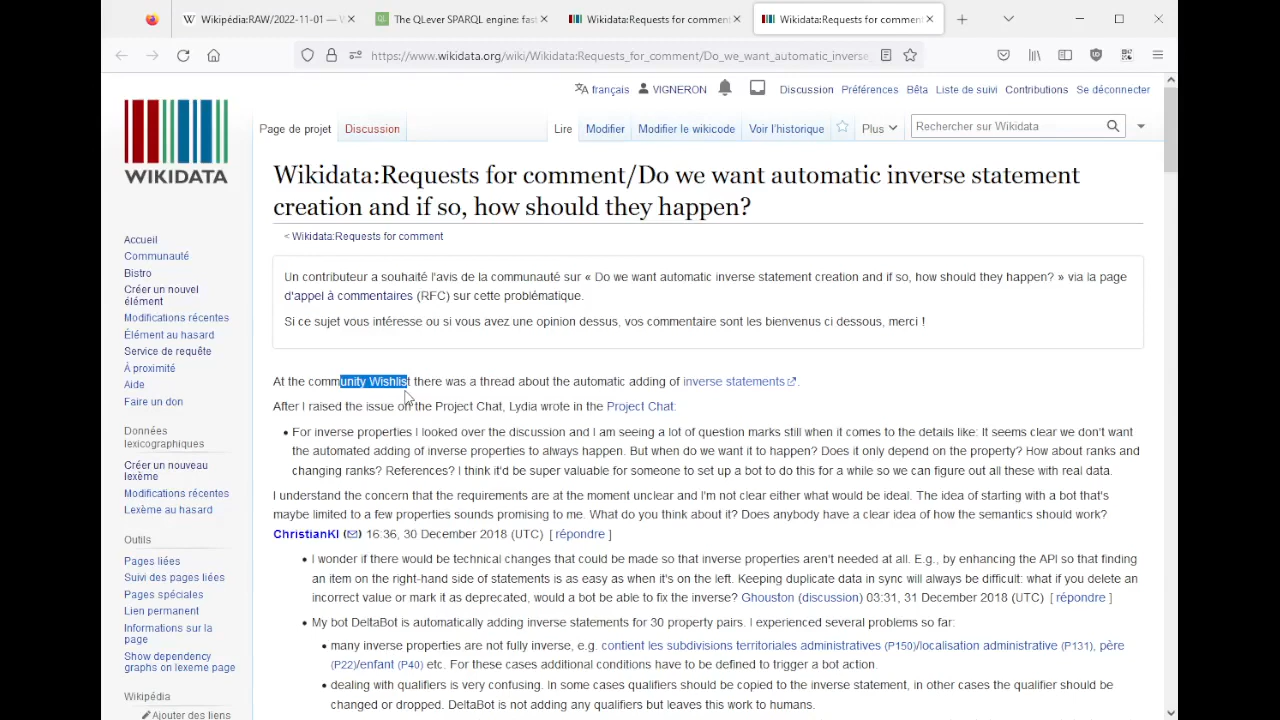 Wikipédia:RAW/2022-11-01 —
The QLever SPARQL engine: fast
Wikidata:Requests for comment
Wikidata:Requests for comment
https://www.wikidata.org/wiki/Wikidata:Requests_for_comment/Do_we_want_automatic_inverse
français VIGNERON Discussion Préférences Bêta Liste de suivi Contributions Se déconnecter
Page de projet Discussion Lire Modifier Modifier le wikicode Voir l'historique Plus Rechercher sur Wikidata
WIKIDATA
Wikidata:Requests for comment/Do we want automatic inverse statement
creation and if so, how should they happen?
< Wikidata:Requests for comment
Un contributeur a souhaité l'avis de la communauté sur « Do we want automatic inverse statement creation and if so, how should they happen? » via la page
d'appel à commentaires (RFC) sur cette problématique.
Si ce sujet vous intéresse ou si vous avez une opinion dessus, vos commentaire sont les bienvenus ci dessous, merci !
At the community Wishlist there was a thread about the automatic adding of inverse statements.
After I raised the issue on the Project Chat, Lydia wrote in the Project Chat:
• For inverse properties I looked over the discussion and I am seeing a lot of question marks still when it comes to the details like: It seems clear we don't want
the automated adding of inverse properties to always happen. But when do we want it to happen? Does it only depend on the property? How about ranks and
changing ranks? References? I think it'd be super valuable for someone to set up a bot to do this for a while so we can figure out all these with real data.
I understand the concern that the requirements are at the moment unclear and I'm not clear either what would be ideal. The idea of starting with a bot that's
maybe limited to a few properties sounds promising to me. What do you think about it? Does anybody have a clear idea of how the semantics should work?
ChristianKl (✉) 16:36, 30 December 2018 (UTC) [ répondre ]
• I wonder if there would be technical changes that could be made so that inverse properties aren't needed at all. E.g., by enhancing the API so that finding
an item on the right-hand side of statements is as easy as when it's on the left. Keeping duplicate data in sync will always be difficult: what if you delete an
incorrect value or mark it as deprecated, would a bot be able to fix the inverse? Ghouston (discussion) 03:31, 31 December 2018 (UTC) [ répondre ]
• My bot DeltaBot is automatically adding inverse statements for 30 property pairs. I experienced several problems so far:
• many inverse properties are not fully inverse, e.g. contient les subdivisions territoriales administratives (P150)/localisation administrative (P131), père
(P22)/enfant (P40) etc. For these cases additional conditions have to be defined to trigger a bot action.
• dealing with qualifiers is very confusing. In some cases qualifiers should be copied to the inverse statement, in other cases the qualifier should be
changed or dropped. DeltaBot is not adding any qualifiers but leaves this work to humans.
Accueil
Communauté
Bistro
Créer un nouvel
élément
Modifications récentes
Élément au hasard
Service de requête
À proximité
Aide
Faire un don
Données
lexicographiques
Créer un nouveau
lexème
Modifications récentes
Lexème au hasard
Outils
Pages liées
Suivi des pages liées
Pages spéciales
Lien permanent
Informations sur la
page
Show dependency
graphs on lexeme page
Wikipédia
Ajouter des liens